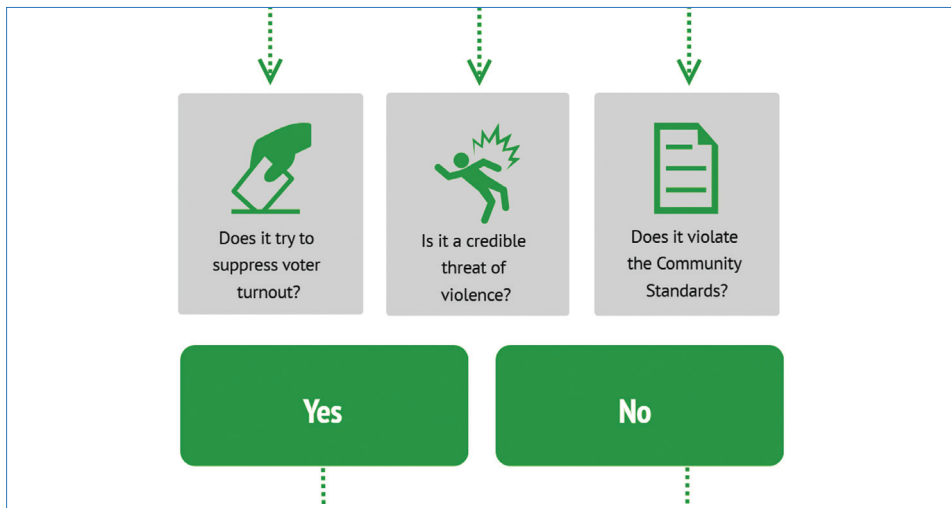 Does it try to
suppress voter
turnout?
Is it a credible
threat of
violence?
Does it violate
the Community
Standards?
Yes
No